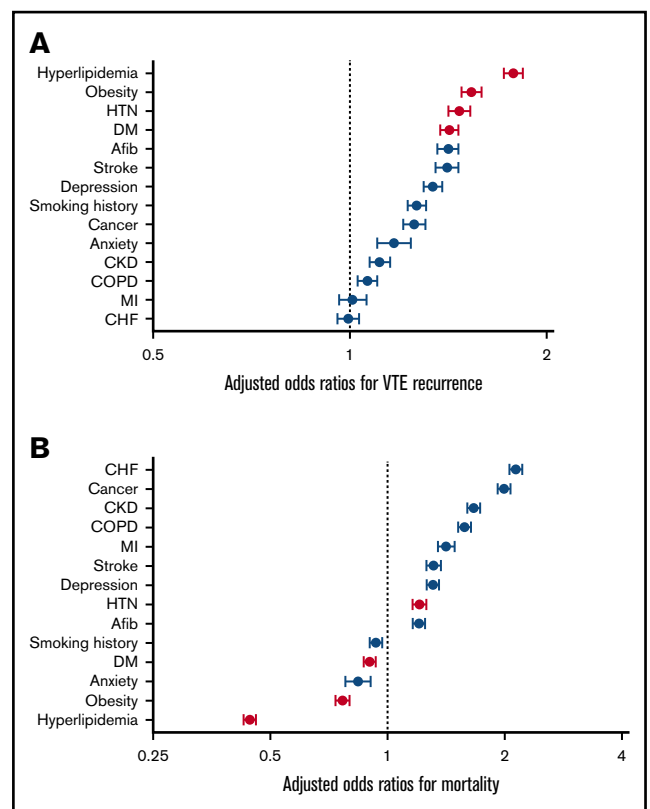 A
Hyperlipidemia
Obesity
HTN
DM
Afib
Stroke
Depression
Smoking history
Cancer
Anxiety
CKD
COPD
MI
CHF
0.5 1 2
Adjusted odds ratios for VTE recurrence
B
CHF
Cancer
CKD
COPD
MI
Stroke
Depression
HTN
Afib
Smoking history
DM
Anxiety
Obesity
Hyperlipidemia
0.25 0.5 1 2 4
Adjusted odds ratios for mortality